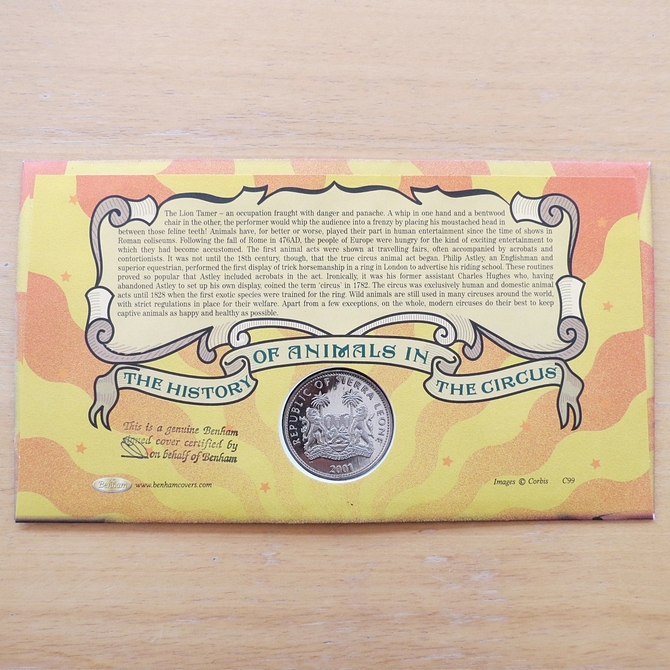 The Lion Tamer – an occupation fraught with danger and panache. A whip in one hand and a bentwood
chair in the other, the performer would whip the audience into a frenzy by placing his moustached head in
between those feline teeth! Animals have, for better or worse, played their part in human entertainment since the time of shows in
Roman coliseums. Following the fall of Rome in 476AD, the people of Europe were hungry for the kind of exciting entertainment to
which they had become accustomed. The first animal acts were shown at travelling fairs, often accompanied by acrobats and
contortionists. It was not until the 18th century, though, that the true circus animal act began. Philip Astley, an Englishman and
superior equestrian, performed the first display of trick horsemanship in a ring in London to advertise his riding school. These routines
proved so popular that Astley included acrobats in the act. Ironically, it was his former assistant Charles Hughes who, having
abandoned Astley to set up his own display, coined the term 'circus' in 1782. The circus was exclusively human and domestic animal
acts until 1828 when the first exotic species were trained for the ring. Wild animals are still used in many circuses around the world,
with strict regulations in place for their welfare. Apart from a few exceptions, on the whole, modern circuses do their best to keep
captive animals as happy and healthy as possible.
THE HISTORY OF ANIMALS IN THE CIRCUS
REPUBLIC OF SIERRA LEONE
2001
This is a genuine Benham
signed cover certified by
on behalf of Benham
Benham www.benhamcovers.com
Images © Corbis C99